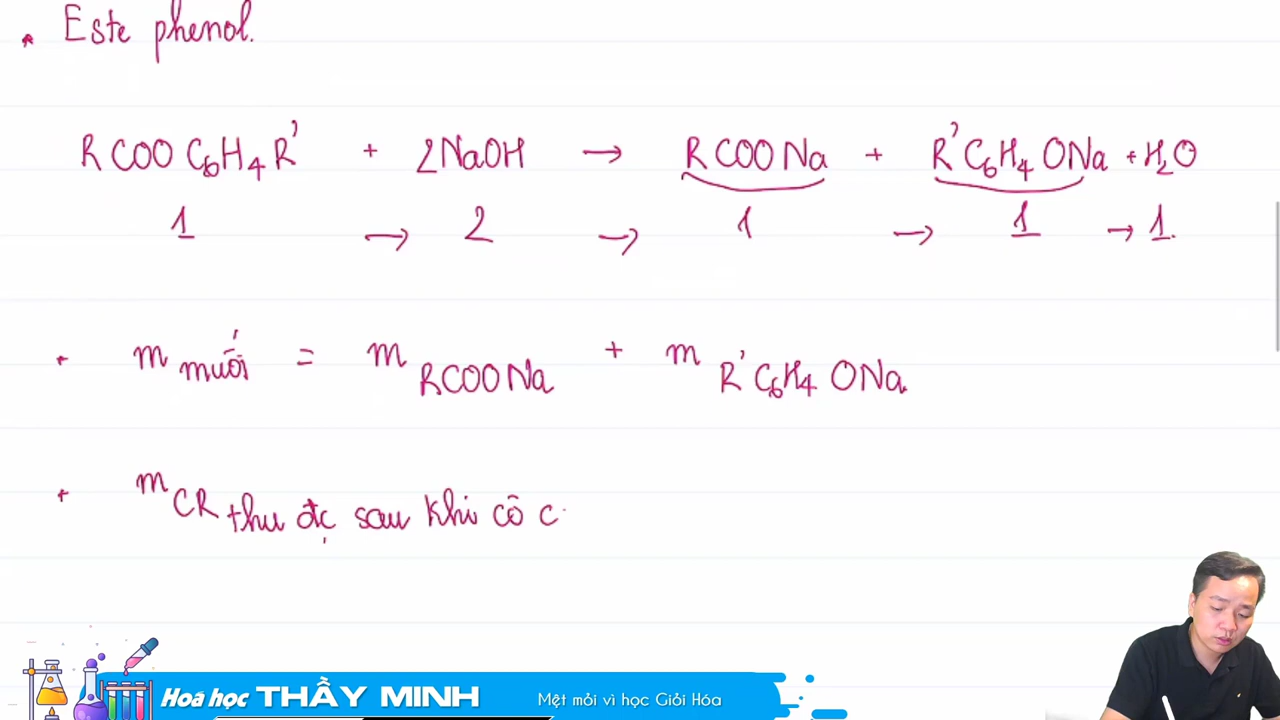 * Este phenol.
RCOOC₆H₄R' + 2NaOH → RCOONa + R'C₆H₄ONa + H₂O
1 → 2 → 1 → 1 → 1.
+ m muối = m RCOONa + m R'C₆H₄ONa
+ m CR thu đc sau khi cô c
Hoá học THẦY MINH Mệt mỏi vì học Giỏi Hóa